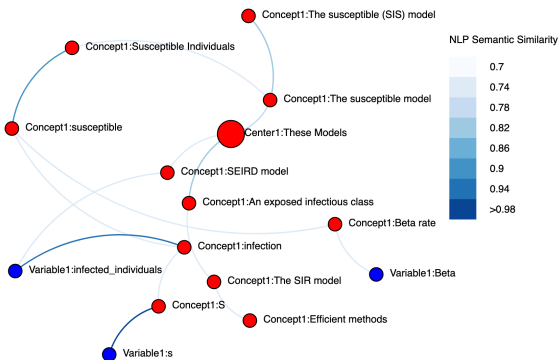 Concept1:The susceptible (SIS) model
NLP Semantic Similarity
Concept1:Susceptible Individuals
0.7
0.74
Concept1:The susceptible model
0.78
0.82
Concept1:susceptible
Center1:These Models
0.86
0.9
Concept1:SEIRD model
0.94
Concept1:An exposed infectious class
>0.98
Concept1:Beta rate
Concept1:infection
Variable1:infected_individuals
Variable1:Beta
Concept1:The SIR model
Concept1:S
Concept1:Efficient methods
Variable1:s